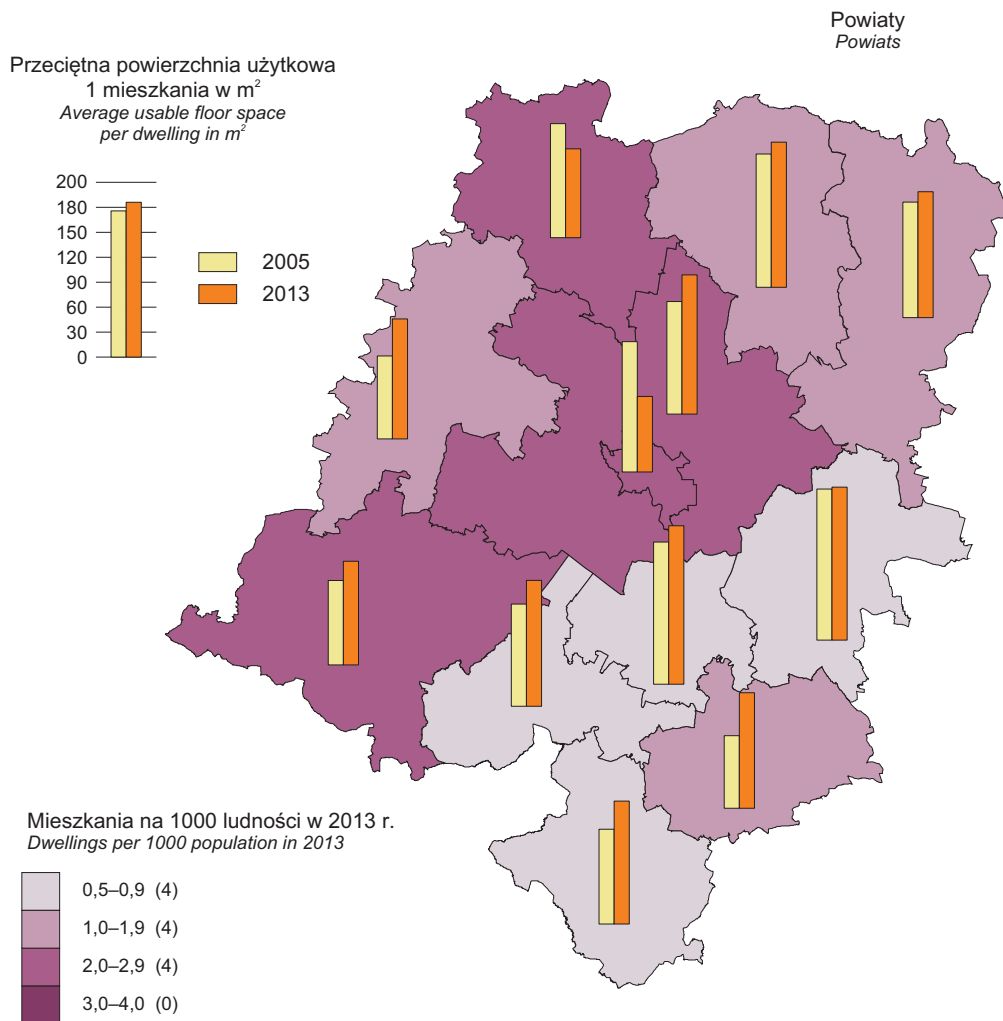 Powiaty
Powiats
Przeciętna powierzchnia użytkowa
1 mieszkania w m²
Average usable floor space
per dwelling in m²
200
180
150
120
90
60
30
0
2005
2013
Mieszkania na 1000 ludności w 2013 r.
Dwellings per 1000 population in 2013
0,5–0,9 (4)
1,0–1,9 (4)
2,0–2,9 (4)
3,0–4,0 (0)